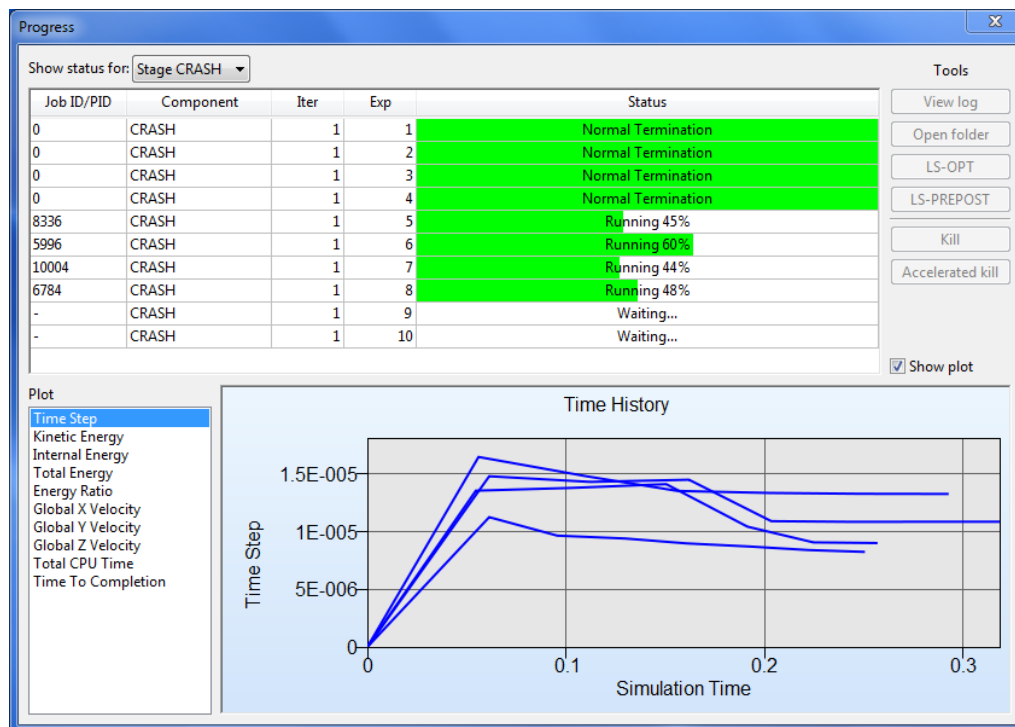 Progress
Show status for: Stage CRASH
Tools
Job ID/PID Component Iter Exp Status
0 CRASH 1 1 Normal Termination
0 CRASH 1 2 Normal Termination
0 CRASH 1 3 Normal Termination
0 CRASH 1 4 Normal Termination
8336 CRASH 1 5 Running 45%
5996 CRASH 1 6 Running 60%
10004 CRASH 1 7 Running 44%
6784 CRASH 1 8 Running 48%
- CRASH 1 9 Waiting...
- CRASH 1 10 Waiting...
View log
Open folder
LS-OPT
LS-PREPOST
Kill
Accelerated kill
Show plot
Plot
Time Step
Kinetic Energy
Internal Energy
Total Energy
Energy Ratio
Global X Velocity
Global Y Velocity
Global Z Velocity
Total CPU Time
Time To Completion
Time History
Time Step
1.5E-005
1E-005
5E-006
0
0 0.1 0.2 0.3
Simulation Time